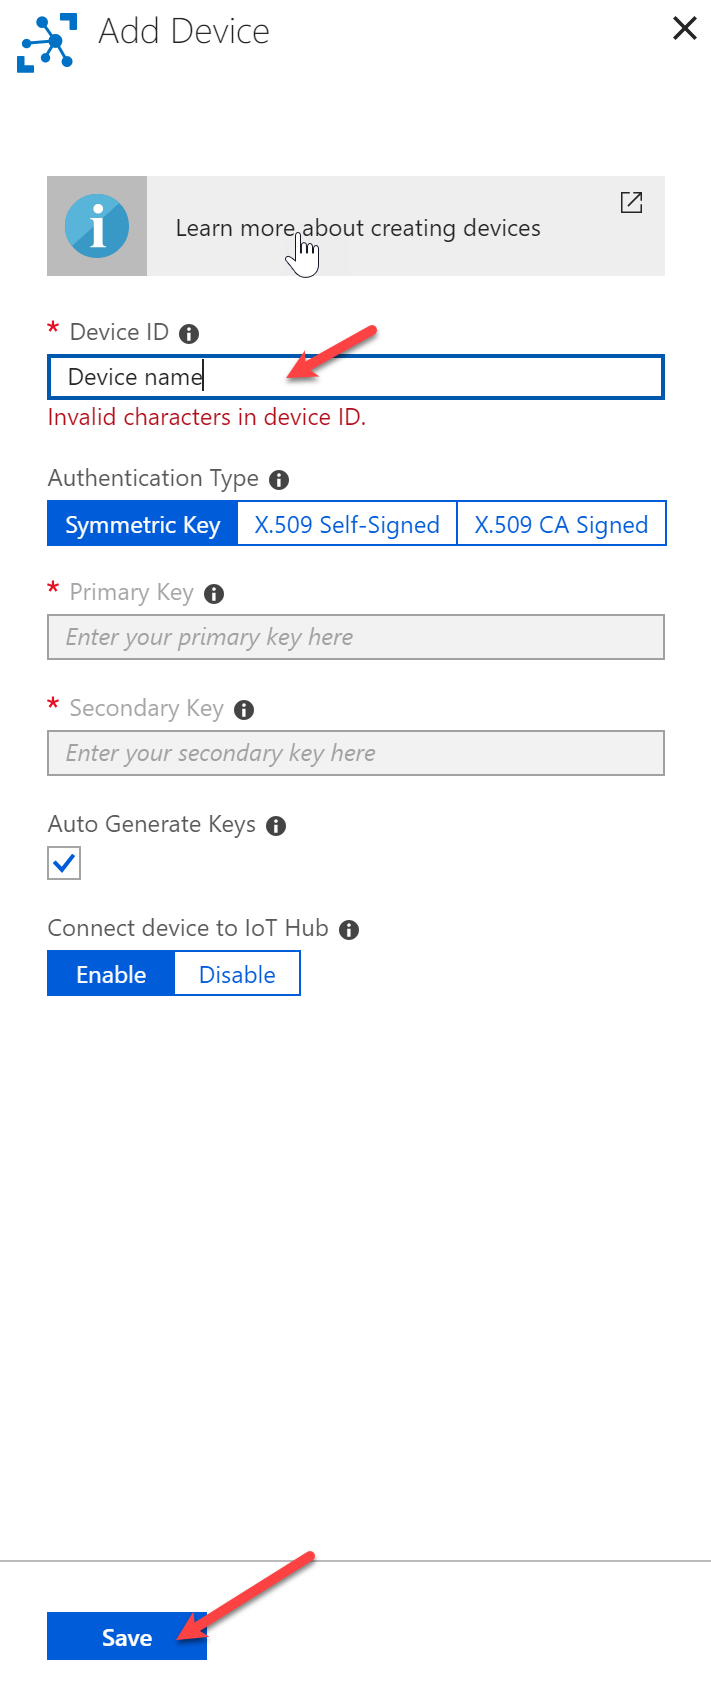 Add Device
Learn more about creating devices
* Device ID
Device name
Invalid characters in device ID.
Authentication Type
Symmetric Key X.509 Self-Signed X.509 CA Signed
* Primary Key
Enter your primary key here
* Secondary Key
Enter your secondary key here
Auto Generate Keys
Connect device to IoT Hub
Enable Disable
Save